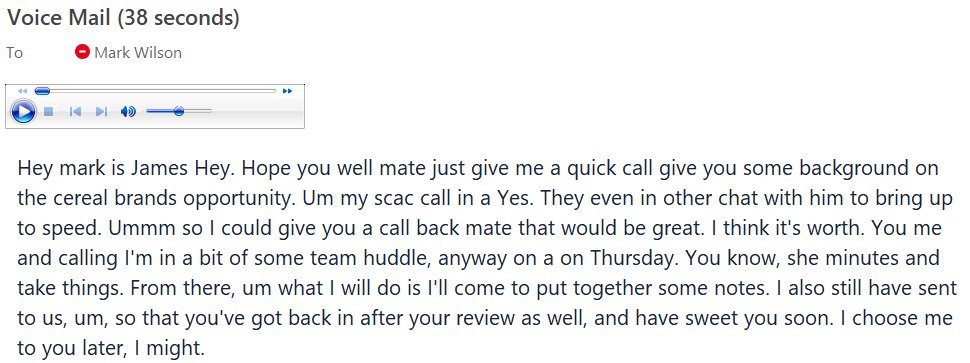 Voice Mail (38 seconds)
To Mark Wilson
Hey mark is James Hey. Hope you well mate just give me a quick call give you some background on
the cereal brands opportunity. Um my scac call in a Yes. They even in other chat with him to bring up
to speed. Ummm so I could give you a call back mate that would be great. I think it's worth. You me
and calling I'm in a bit of some team huddle, anyway on a on Thursday. You know, she minutes and
take things. From there, um what I will do is I'll come to put together some notes. I also still have sent
to us, um, so that you've got back in after your review as well, and have sweet you soon. I choose me
to you later, I might.